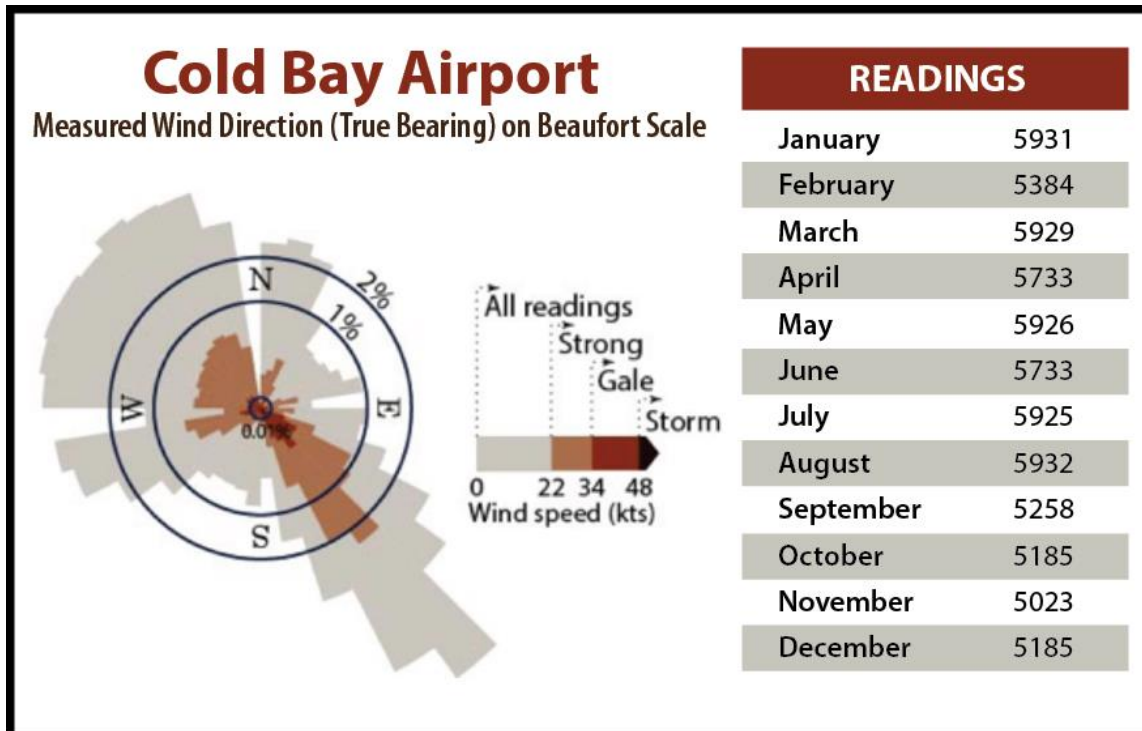 Cold Bay Airport
Measured Wind Direction (True Bearing) on Beaufort Scale
N
2%
1%
W
E
0.01%
S
All readings
Strong
Gale
Storm
0 22 34 48
Wind speed (kts)
READINGS
January 5931
February 5384
March 5929
April 5733
May 5926
June 5733
July 5925
August 5932
September 5258
October 5185
November 5023
December 5185